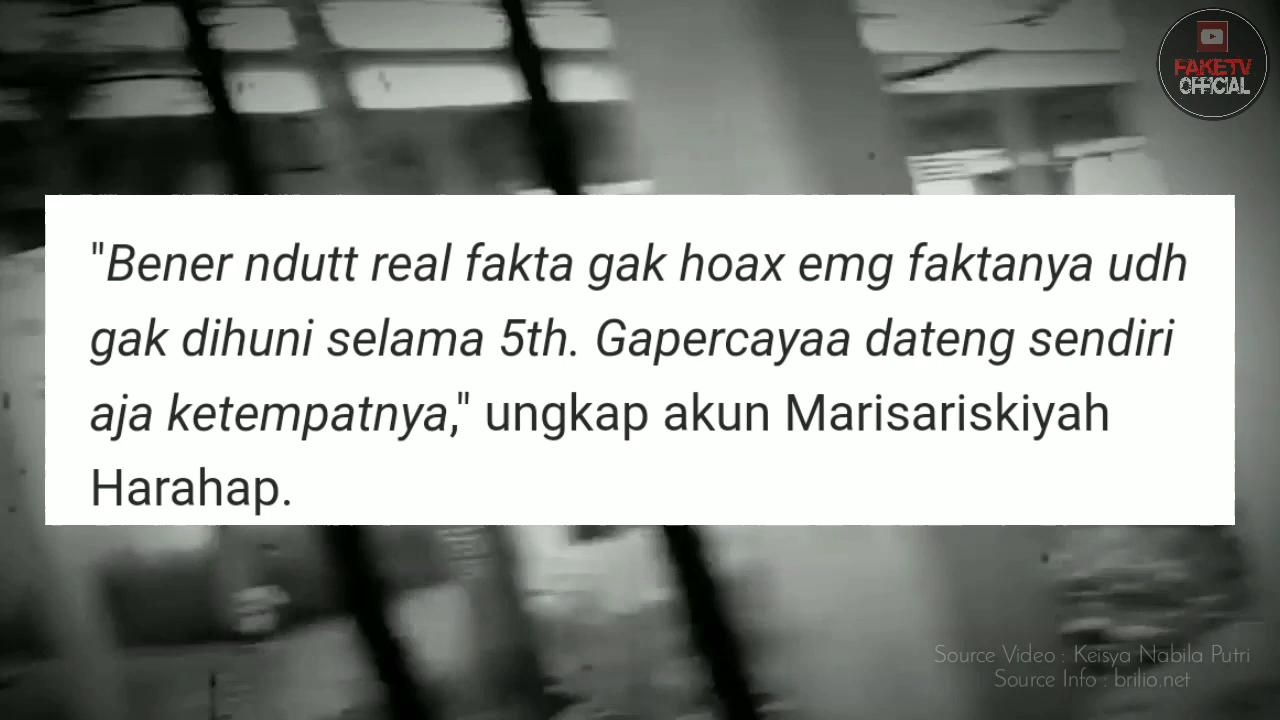 FAKETV
OFFICIAL
"Bener ndutt real fakta gak hoax emg faktanya udh
gak dihuni selama 5th. Gapercayaa dateng sendiri
aja ketempatnya," ungkap akun Marisariskiyah
Harahap.
Source Video : Keisya Nabila Putri
Source Info : brilio.net